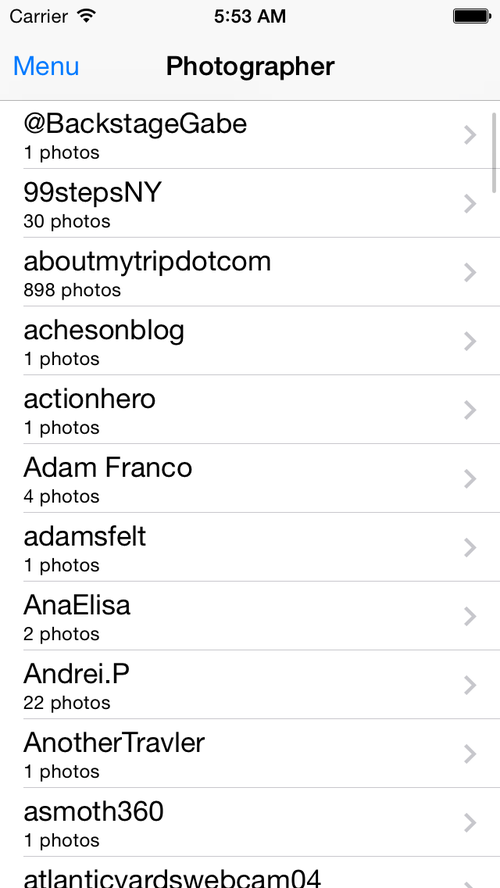 Carrier 5:53 AM
Menu Photographer
@BackstageGabe
1 photos
99stepsNY
30 photos
aboutmytripdotcom
898 photos
achesonblog
1 photos
actionhero
1 photos
Adam Franco
4 photos
adamsfelt
1 photos
AnaElisa
2 photos
Andrei.P
22 photos
AnotherTravler
1 photos
asmoth360
1 photos
atlanticyardswebcam04